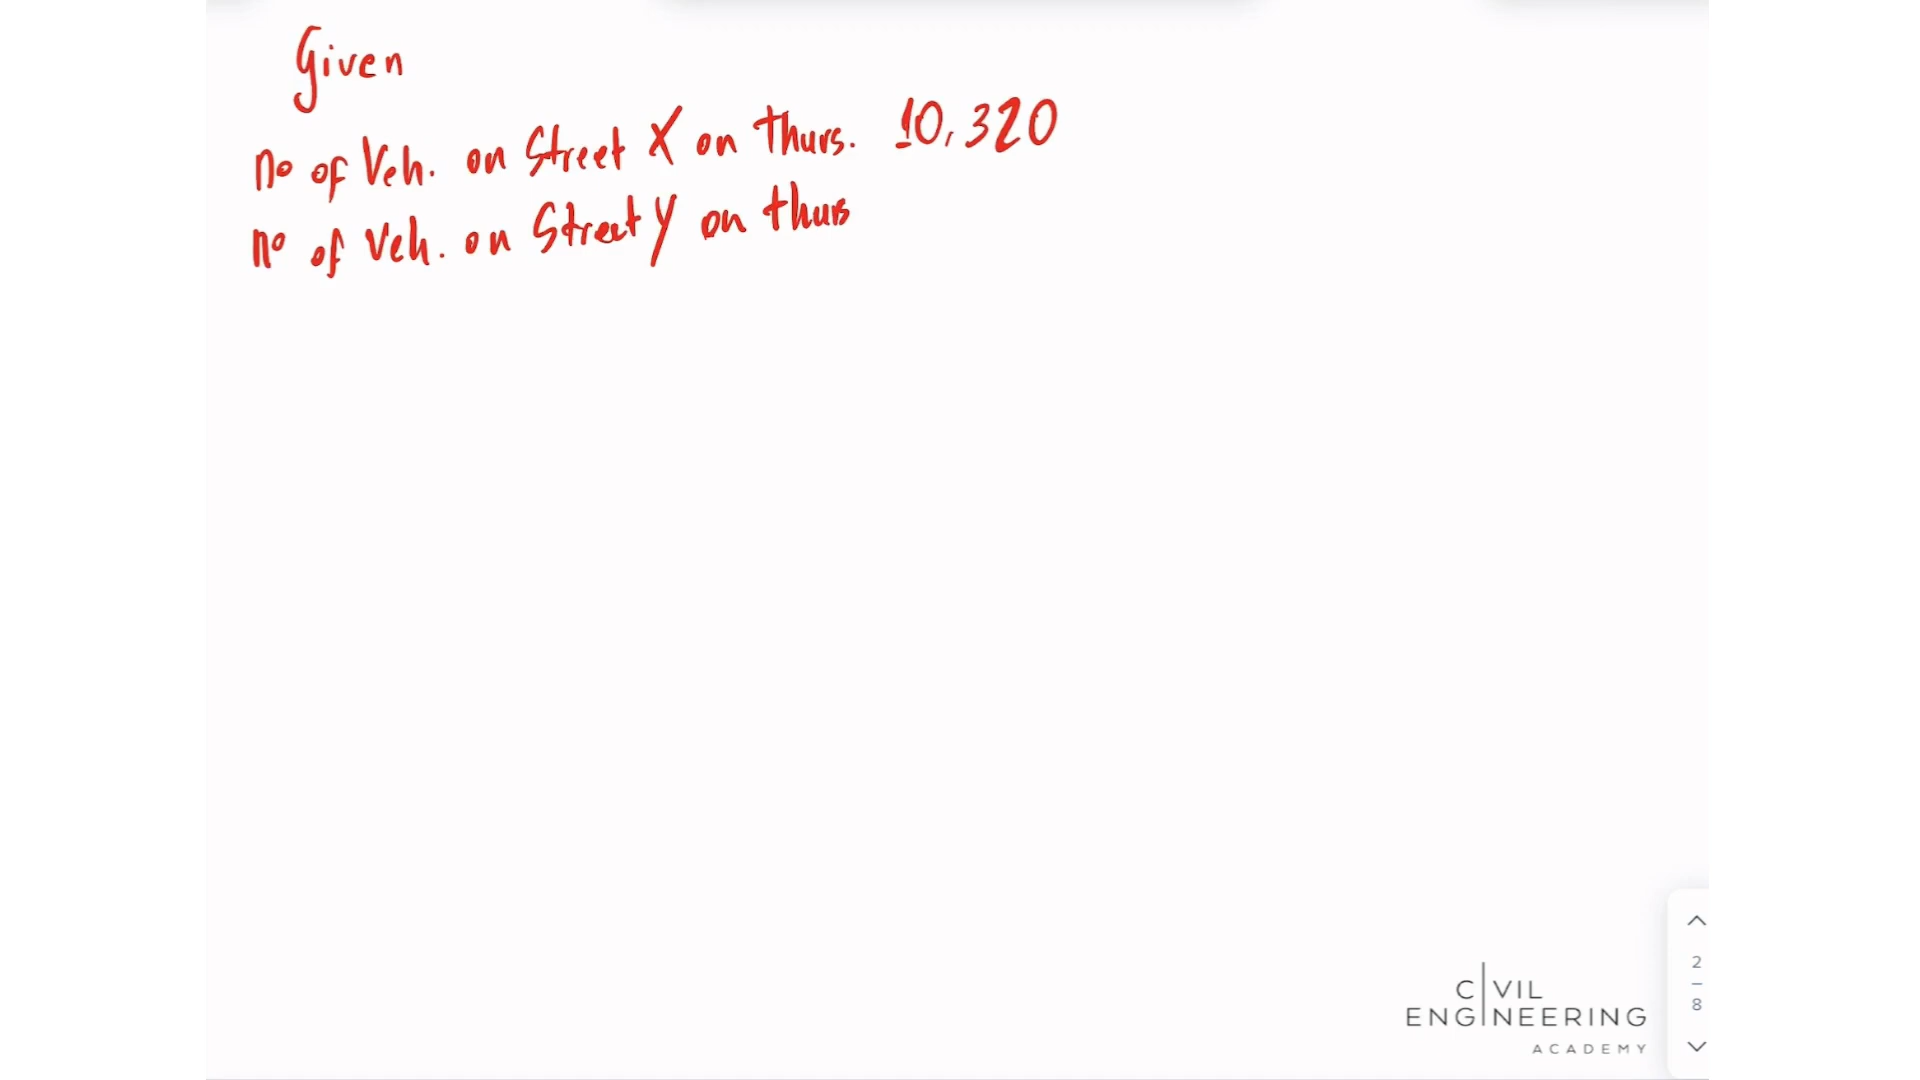 Given
no of Veh. on Street X on thurs. 10,320
no of Veh. on Street Y on thurs
2
8
CIVIL
ENGINEERING
ACADEMY